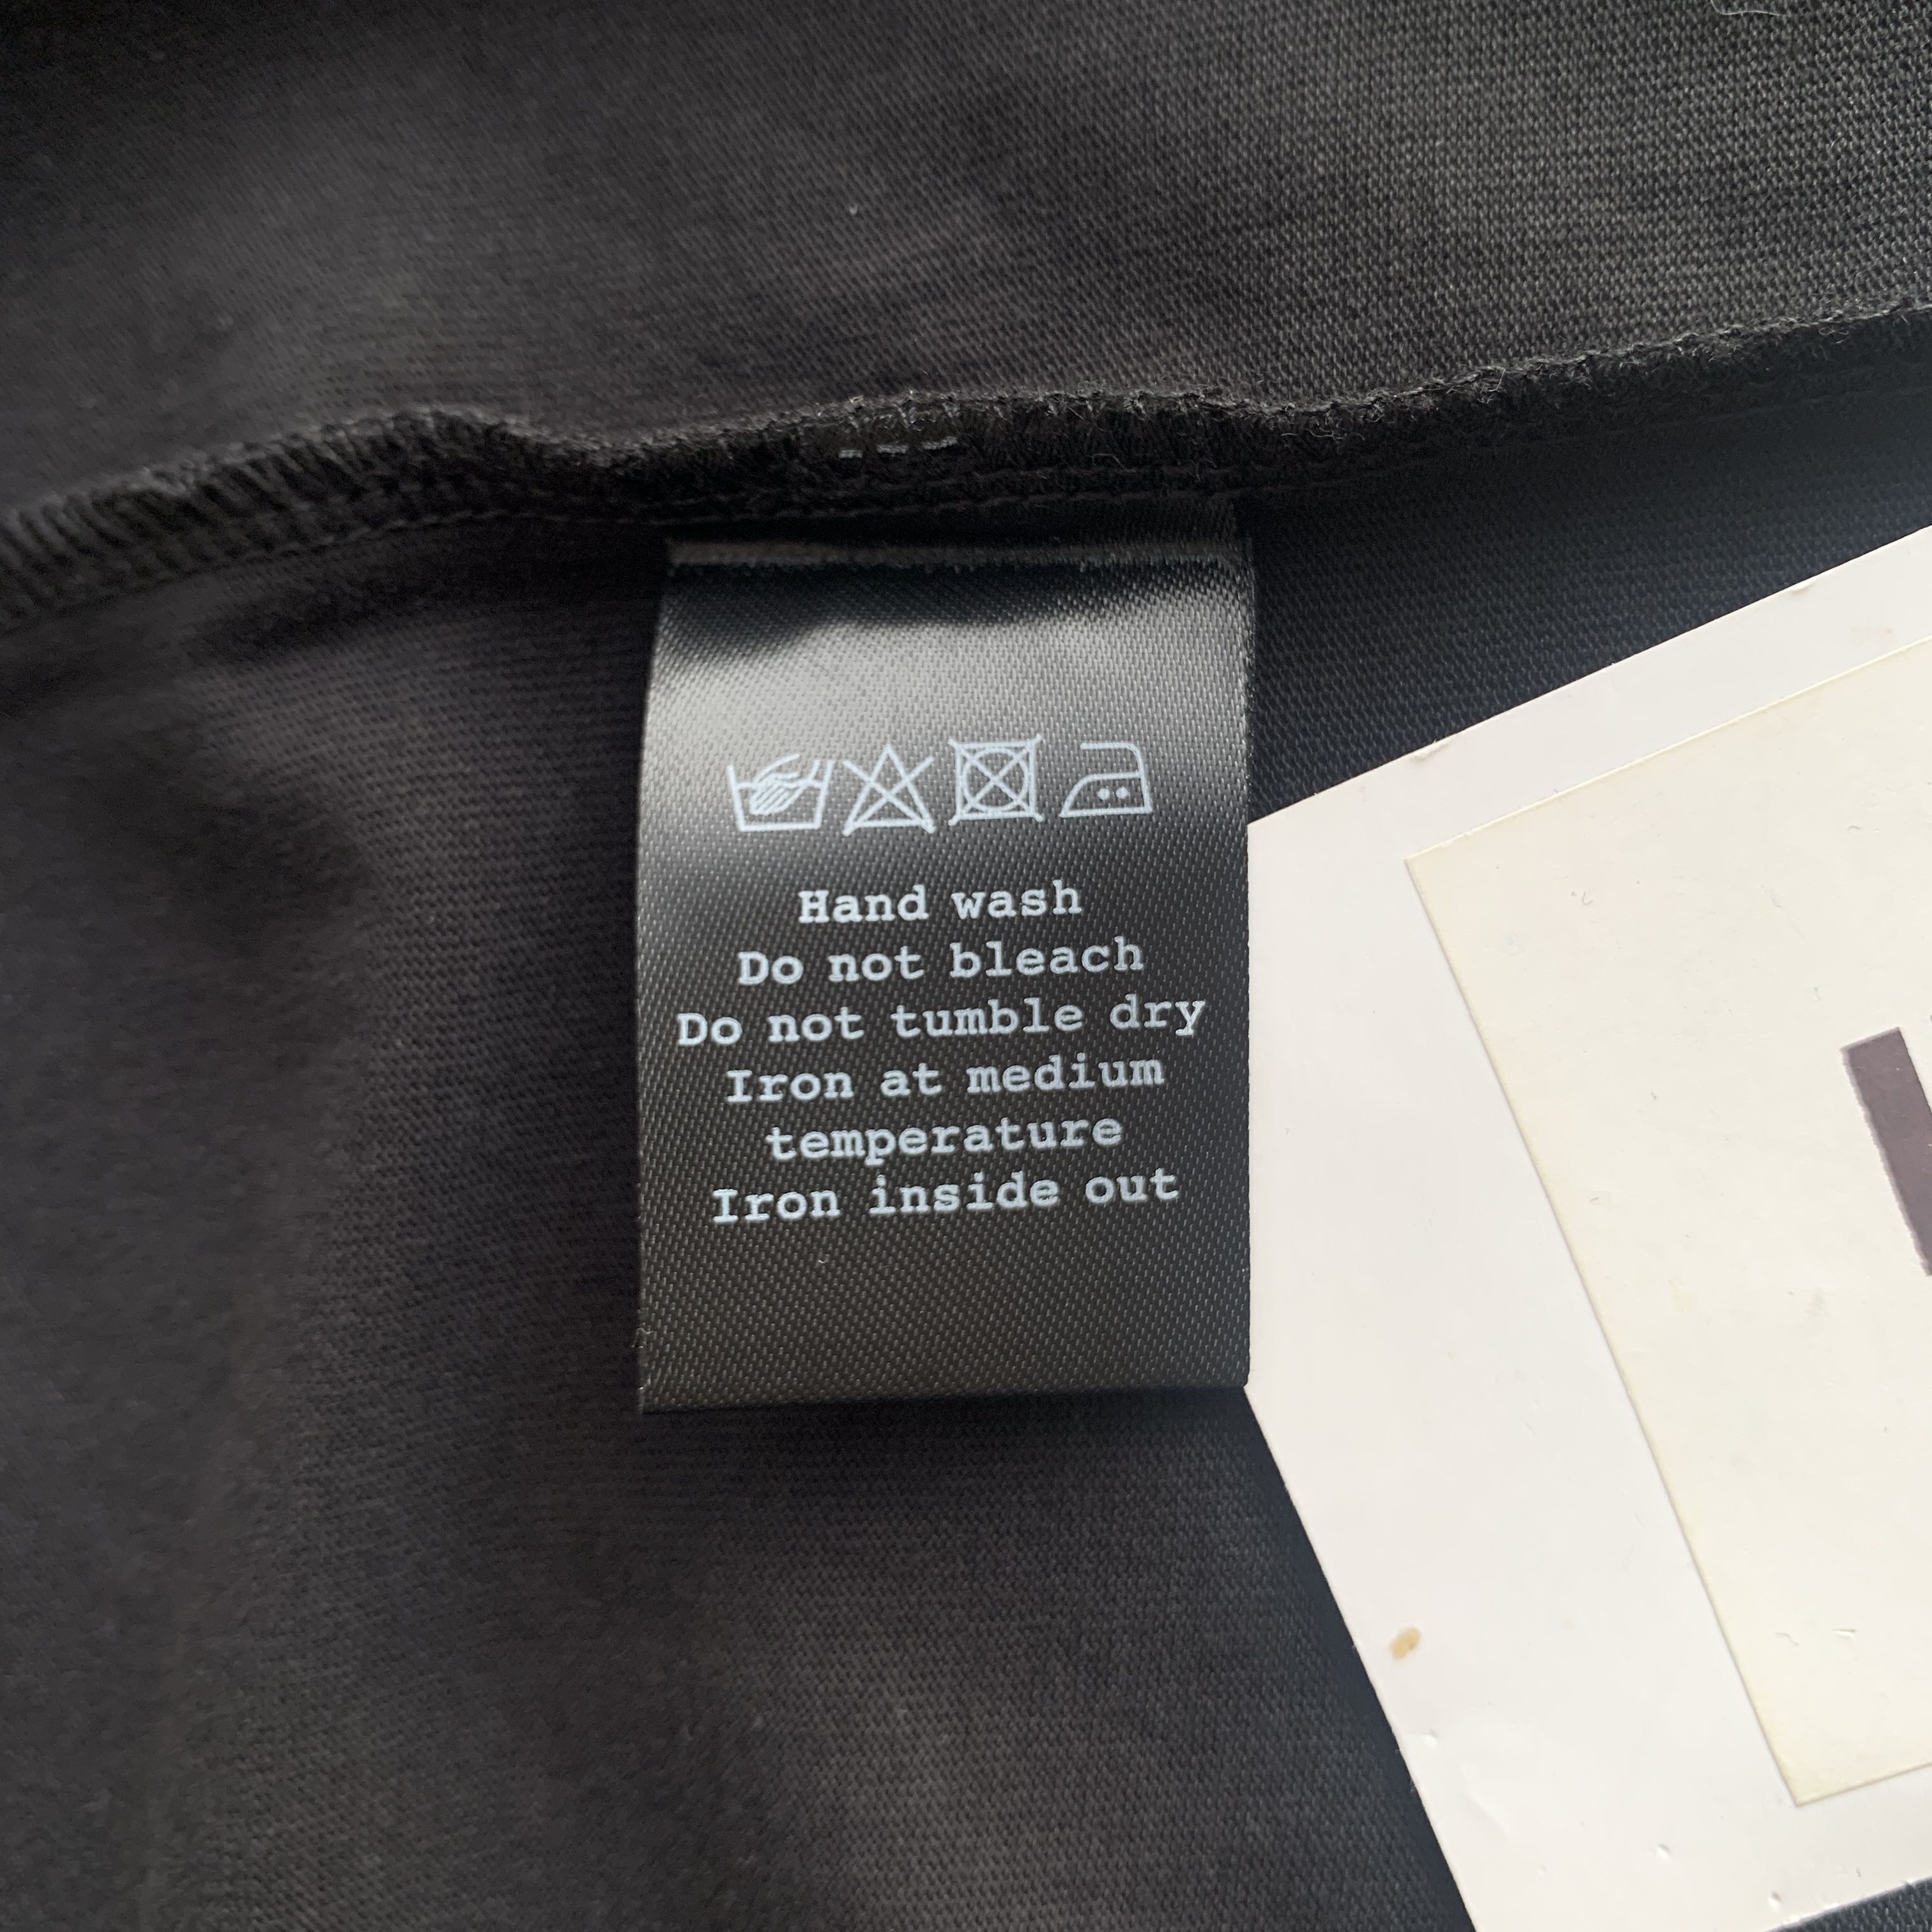 Hand wash
Do not bleach
Do not tumble dry
Iron at medium
temperature
Iron inside out